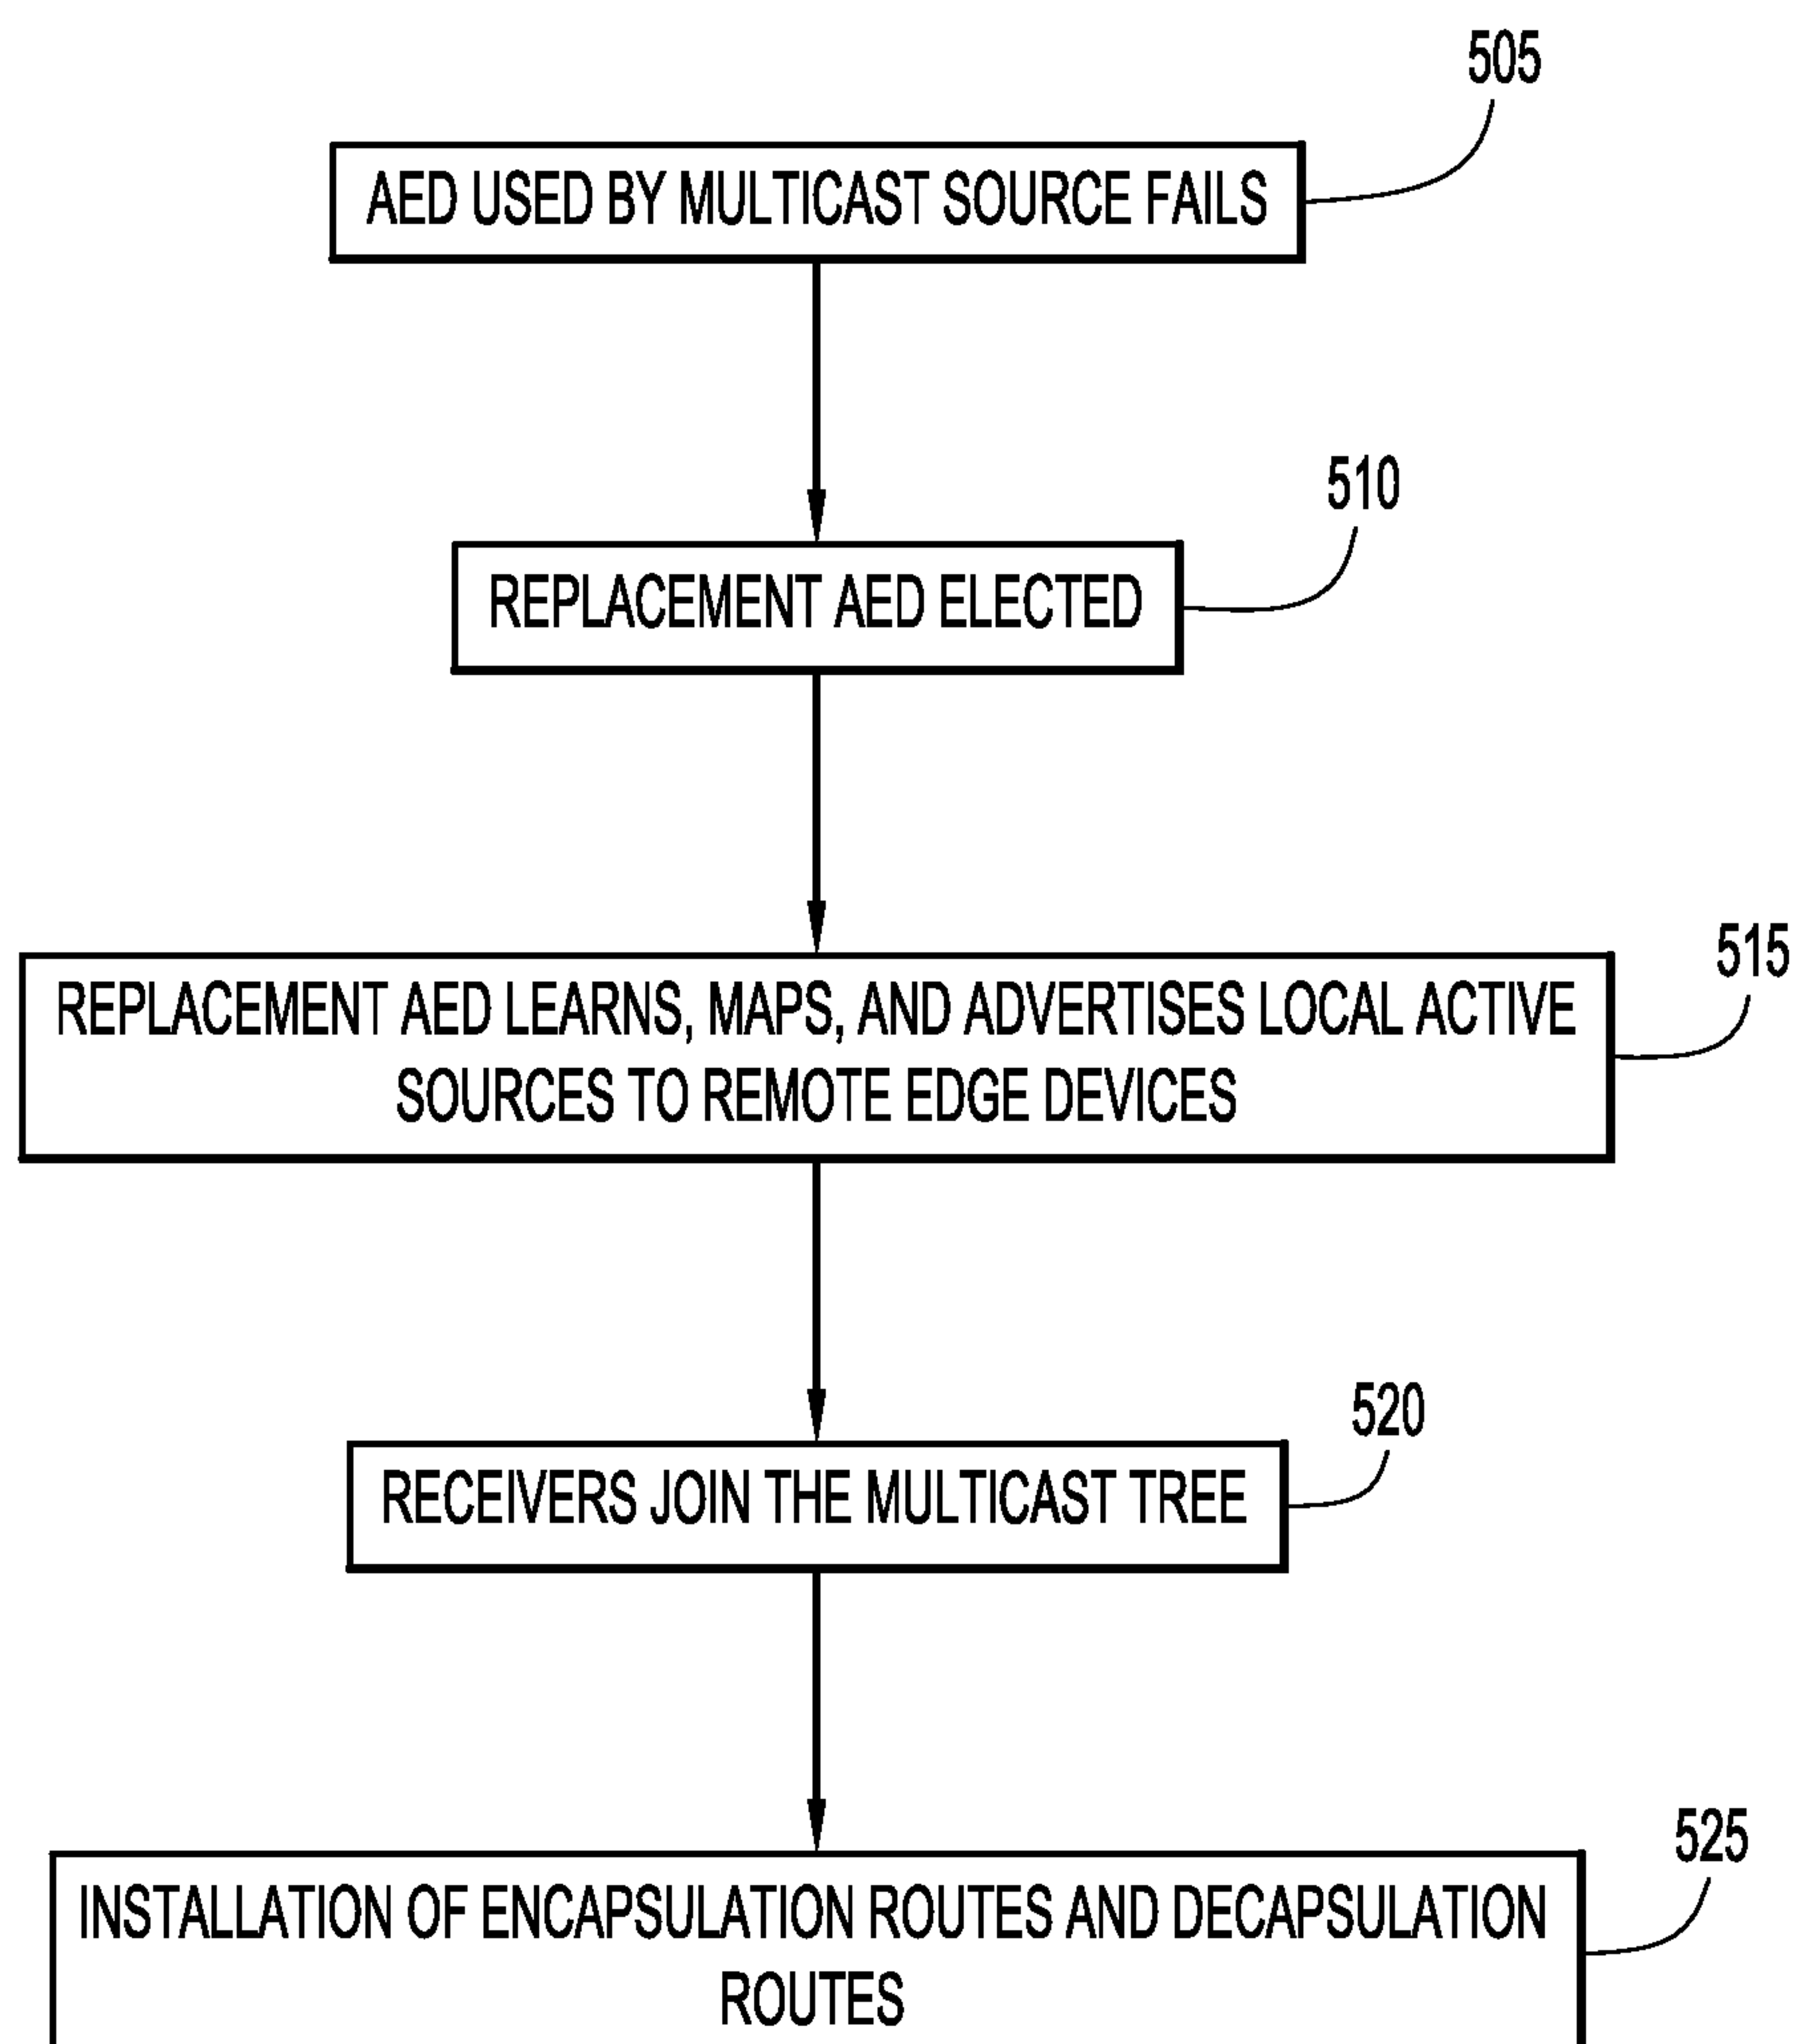 505
AED USED BY MULTICAST SOURCE FAILS
510
REPLACEMENT AED ELECTED
515
REPLACEMENT AED LEARNS, MAPS, AND ADVERTISES LOCAL ACTIVE
SOURCES TO REMOTE EDGE DEVICES
520
RECEIVERS JOIN THE MULTICAST TREE
525
INSTALLATION OF ENCAPSULATION ROUTES AND DECAPSULATION
ROUTES